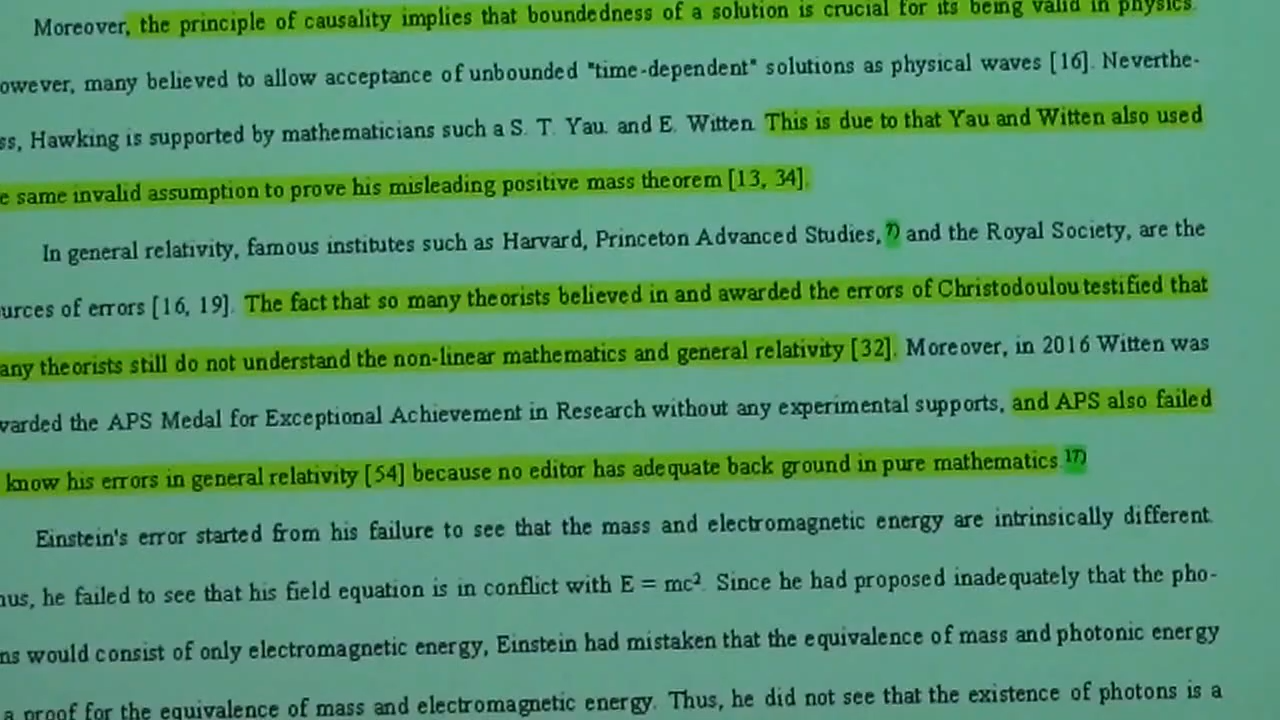 Moreover, the principle of causality implies that boundedness of a solution is crucial for its being valid in physics.
owever, many believed to allow acceptance of unbounded "time-dependent" solutions as physical waves [16]. Neverthe-
ss, Hawking is supported by mathematicians such a S. T. Yau. and E. Witten. This is due to that Yau and Witten also used
e same invalid assumption to prove his misleading positive mass theorem [13, 34].
In general relativity, famous institutes such as Harvard, Princeton Advanced Studies,7) and the Royal Society, are the
urces of errors [16, 19]. The fact that so many theorists believed in and awarded the errors of Christodoulou testified that
any theorists still do not understand the non-linear mathematics and general relativity [32]. Moreover, in 2016 Witten was
warded the APS Medal for Exceptional Achievement in Research without any experimental supports, and APS also failed
know his errors in general relativity [54] because no editor has adequate back ground in pure mathematics.17)
Einstein's error started from his failure to see that the mass and electromagnetic energy are intrinsically different.
hus, he failed to see that his field equation is in conflict with E = mc². Since he had proposed inadequately that the pho-
ns would consist of only electromagnetic energy, Einstein had mistaken that the equivalence of mass and photonic energy
a proof for the equivalence of mass and electromagnetic energy. Thus, he did not see that the existence of photons is a